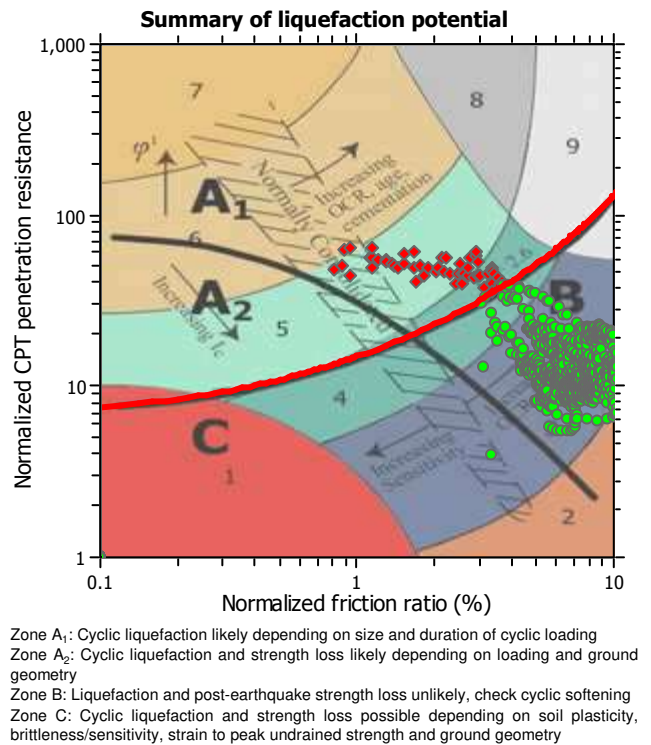 Summary of liquefaction potential
Normalized CPT penetration resistance
1,000
100
10
1
0.1
1
10
Normalized friction ratio (%)
7
8
9
φ'
A1
Normally Consolidated
Increasing
OCR, age,
cementation
6
A2
Increasing Ic
5
B
4
C
1
Increasing
Sensitivity
2
Zone A1: Cyclic liquefaction likely depending on size and duration of cyclic loading
Zone A2: Cyclic liquefaction and strength loss likely depending on loading and ground
geometry
Zone B: Liquefaction and post-earthquake strength loss unlikely, check cyclic softening
Zone C: Cyclic liquefaction and strength loss possible depending on soil plasticity,
brittleness/sensitivity, strain to peak undrained strength and ground geometry